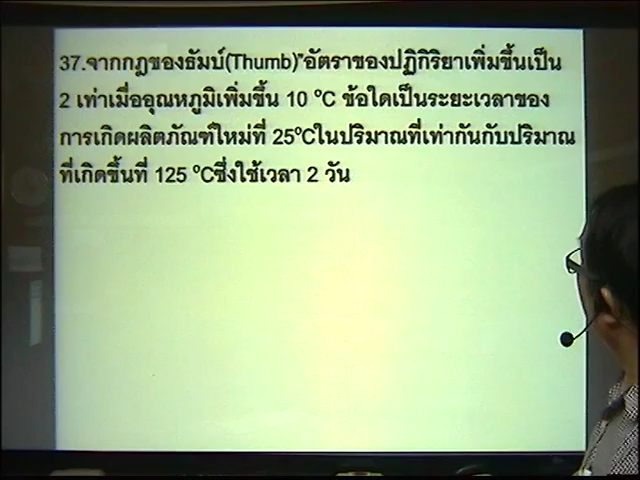 37.จากกฎของธัมบ์(Thumb)"อัตราของปฏิกิริยาเพิ่มขึ้นเป็น
2 เท่าเมื่ออุณหภูมิเพิ่มขึ้น 10 ºC ข้อใดเป็นระยะเวลาของ
การเกิดผลิตภัณฑ์ใหม่ที่ 25ºCในปริมาณที่เท่ากันกับปริมาณ
ที่เกิดขึ้นที่ 125 ºCซึ่งใช้เวลา 2 วัน